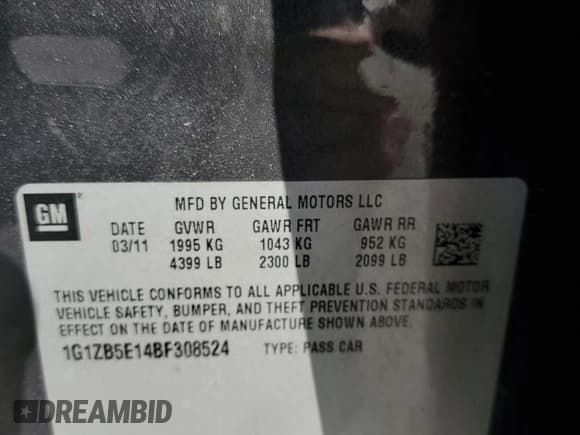 GM
MFD BY GENERAL MOTORS LLC
DATE GVWR GAWR FRT GAWR RR
03/11 1995 KG 1043 KG 952 KG
4399 LB 2300 LB 2099 LB
THIS VEHICLE CONFORMS TO ALL APPLICABLE U.S. FEDERAL MOTOR
VEHICLE SAFETY, BUMPER, AND THEFT PREVENTION STANDARDS IN
EFFECT ON THE DATE OF MANUFACTURE SHOWN ABOVE.
1G1ZB5E14BF308524 TYPE: PASS CAR
DREAMBID